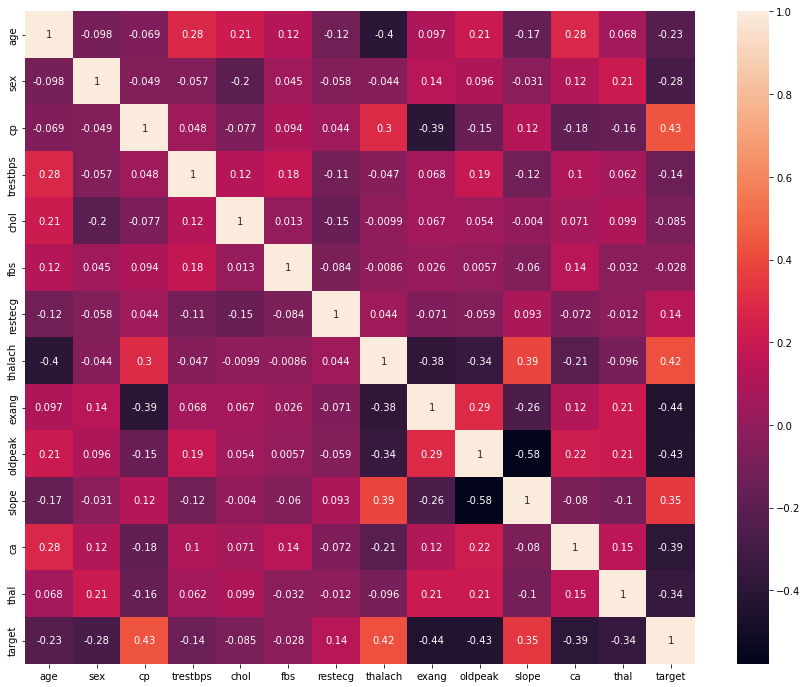 age 1 -0.098 -0.069 0.28 0.21 0.12 -0.12 -0.4 0.097 0.21 -0.17 0.28 0.068 -0.23
sex -0.098 1 -0.049 -0.057 -0.2 0.045 -0.058 -0.044 0.14 0.096 -0.031 0.12 0.21 -0.28
cp -0.069 -0.049 1 0.048 -0.077 0.094 0.044 0.3 -0.39 -0.15 0.12 -0.18 -0.16 0.43
trestbps 0.28 -0.057 0.048 1 0.12 0.18 -0.11 -0.047 0.068 0.19 -0.12 0.1 0.062 -0.14
chol 0.21 -0.2 -0.077 0.12 1 0.013 -0.15 -0.0099 0.067 0.054 -0.004 0.071 0.099 -0.085
fbs 0.12 0.045 0.094 0.18 0.013 1 -0.084 -0.0086 0.026 0.0057 -0.06 0.14 -0.032 -0.028
restecg -0.12 -0.058 0.044 -0.11 -0.15 -0.084 1 0.044 -0.071 -0.059 0.093 -0.072 -0.012 0.14
thalach -0.4 -0.044 0.3 -0.047 -0.0099 -0.0086 0.044 1 -0.38 -0.34 0.39 -0.21 -0.096 0.42
exang 0.097 0.14 -0.39 0.068 0.067 0.026 -0.071 -0.38 1 0.29 -0.26 0.12 0.21 -0.44
oldpeak 0.21 0.096 -0.15 0.19 0.054 0.0057 -0.059 -0.34 0.29 1 -0.58 0.22 0.21 -0.43
slope -0.17 -0.031 0.12 -0.12 -0.004 -0.06 0.093 0.39 -0.26 -0.58 1 -0.08 -0.1 0.35
ca 0.28 0.12 -0.18 0.1 0.071 0.14 -0.072 -0.21 0.12 0.22 -0.08 1 0.15 -0.39
thal 0.068 0.21 -0.16 0.062 0.099 -0.032 -0.012 -0.096 0.21 0.21 -0.1 0.15 1 -0.34
target -0.23 -0.28 0.43 -0.14 -0.085 -0.028 0.14 0.42 -0.44 -0.43 0.35 -0.39 -0.34 1
age sex cp trestbps chol fbs restecg thalach exang oldpeak slope ca thal target
1.0
0.8
0.6
0.4
0.2
0.0
−0.2
−0.4